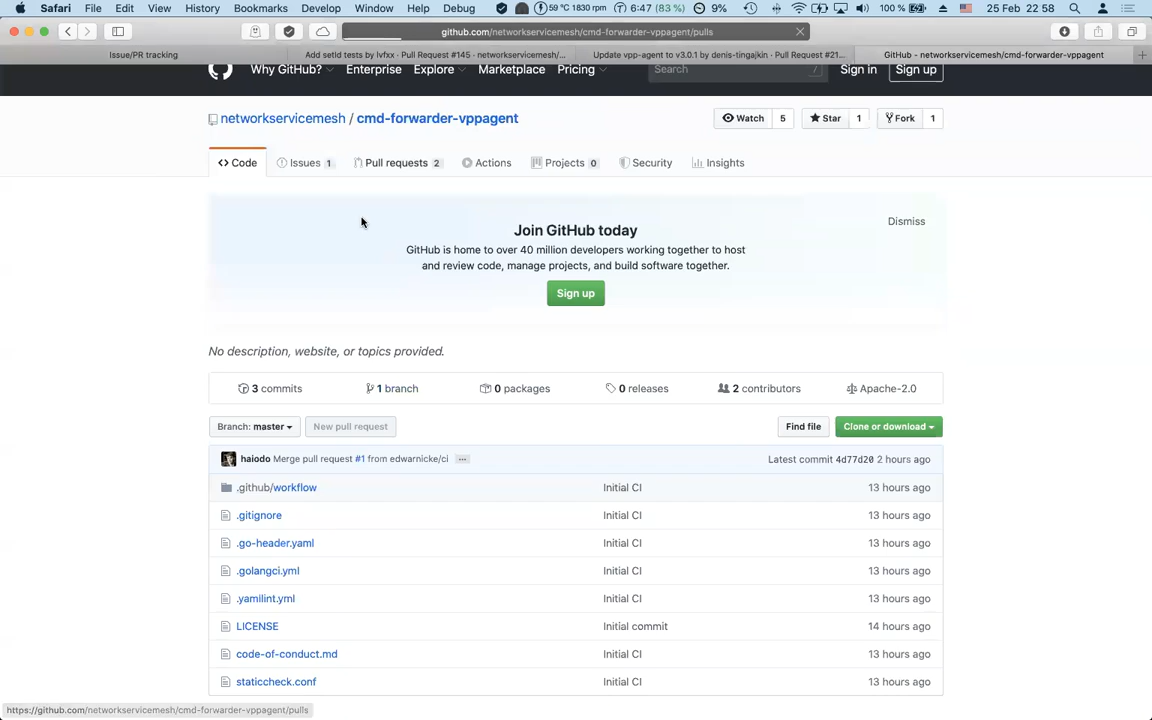 Safari File Edit View History Bookmarks Develop Window Help Debug 59 °C 1830 rpm 6:47 (83 %) 9% 100 % 25 Feb 22 58
github.com/networkservicemesh/cmd-forwarder-vppagent/pulls
Issue/PR tracking Add setId tests by lvfxx · Pull Request #145 · networkservicemesh/... Update vpp-agent to v3.0.1 by denis-tingajkin · Pull Request #21... GitHub - networkservicemesh/cmd-forwarder-vppagent
Why GitHub? Enterprise Explore Marketplace Pricing Search / Sign in Sign up
networkservicemesh / cmd-forwarder-vppagent Watch 5 Star 1 Fork 1
Code Issues 1 Pull requests 2 Actions Projects 0 Security Insights
Dismiss
Join GitHub today
GitHub is home to over 40 million developers working together to host
and review code, manage projects, and build software together.
Sign up
No description, website, or topics provided.
3 commits 1 branch 0 packages 0 releases 2 contributors Apache-2.0
Branch: master New pull request Find file Clone or download
haiodo Merge pull request #1 from edwarnicke/ci ... Latest commit 4d77d20 2 hours ago
.github/workflow Initial CI 13 hours ago
.gitignore Initial CI 13 hours ago
.go-header.yaml Initial CI 13 hours ago
.golangci.yml Initial CI 13 hours ago
.yamllint.yml Initial CI 13 hours ago
LICENSE Initial commit 14 hours ago
code-of-conduct.md Initial CI 13 hours ago
staticcheck.conf Initial CI 13 hours ago
https://github.com/networkservicemesh/cmd-forwarder-vppagent/pulls